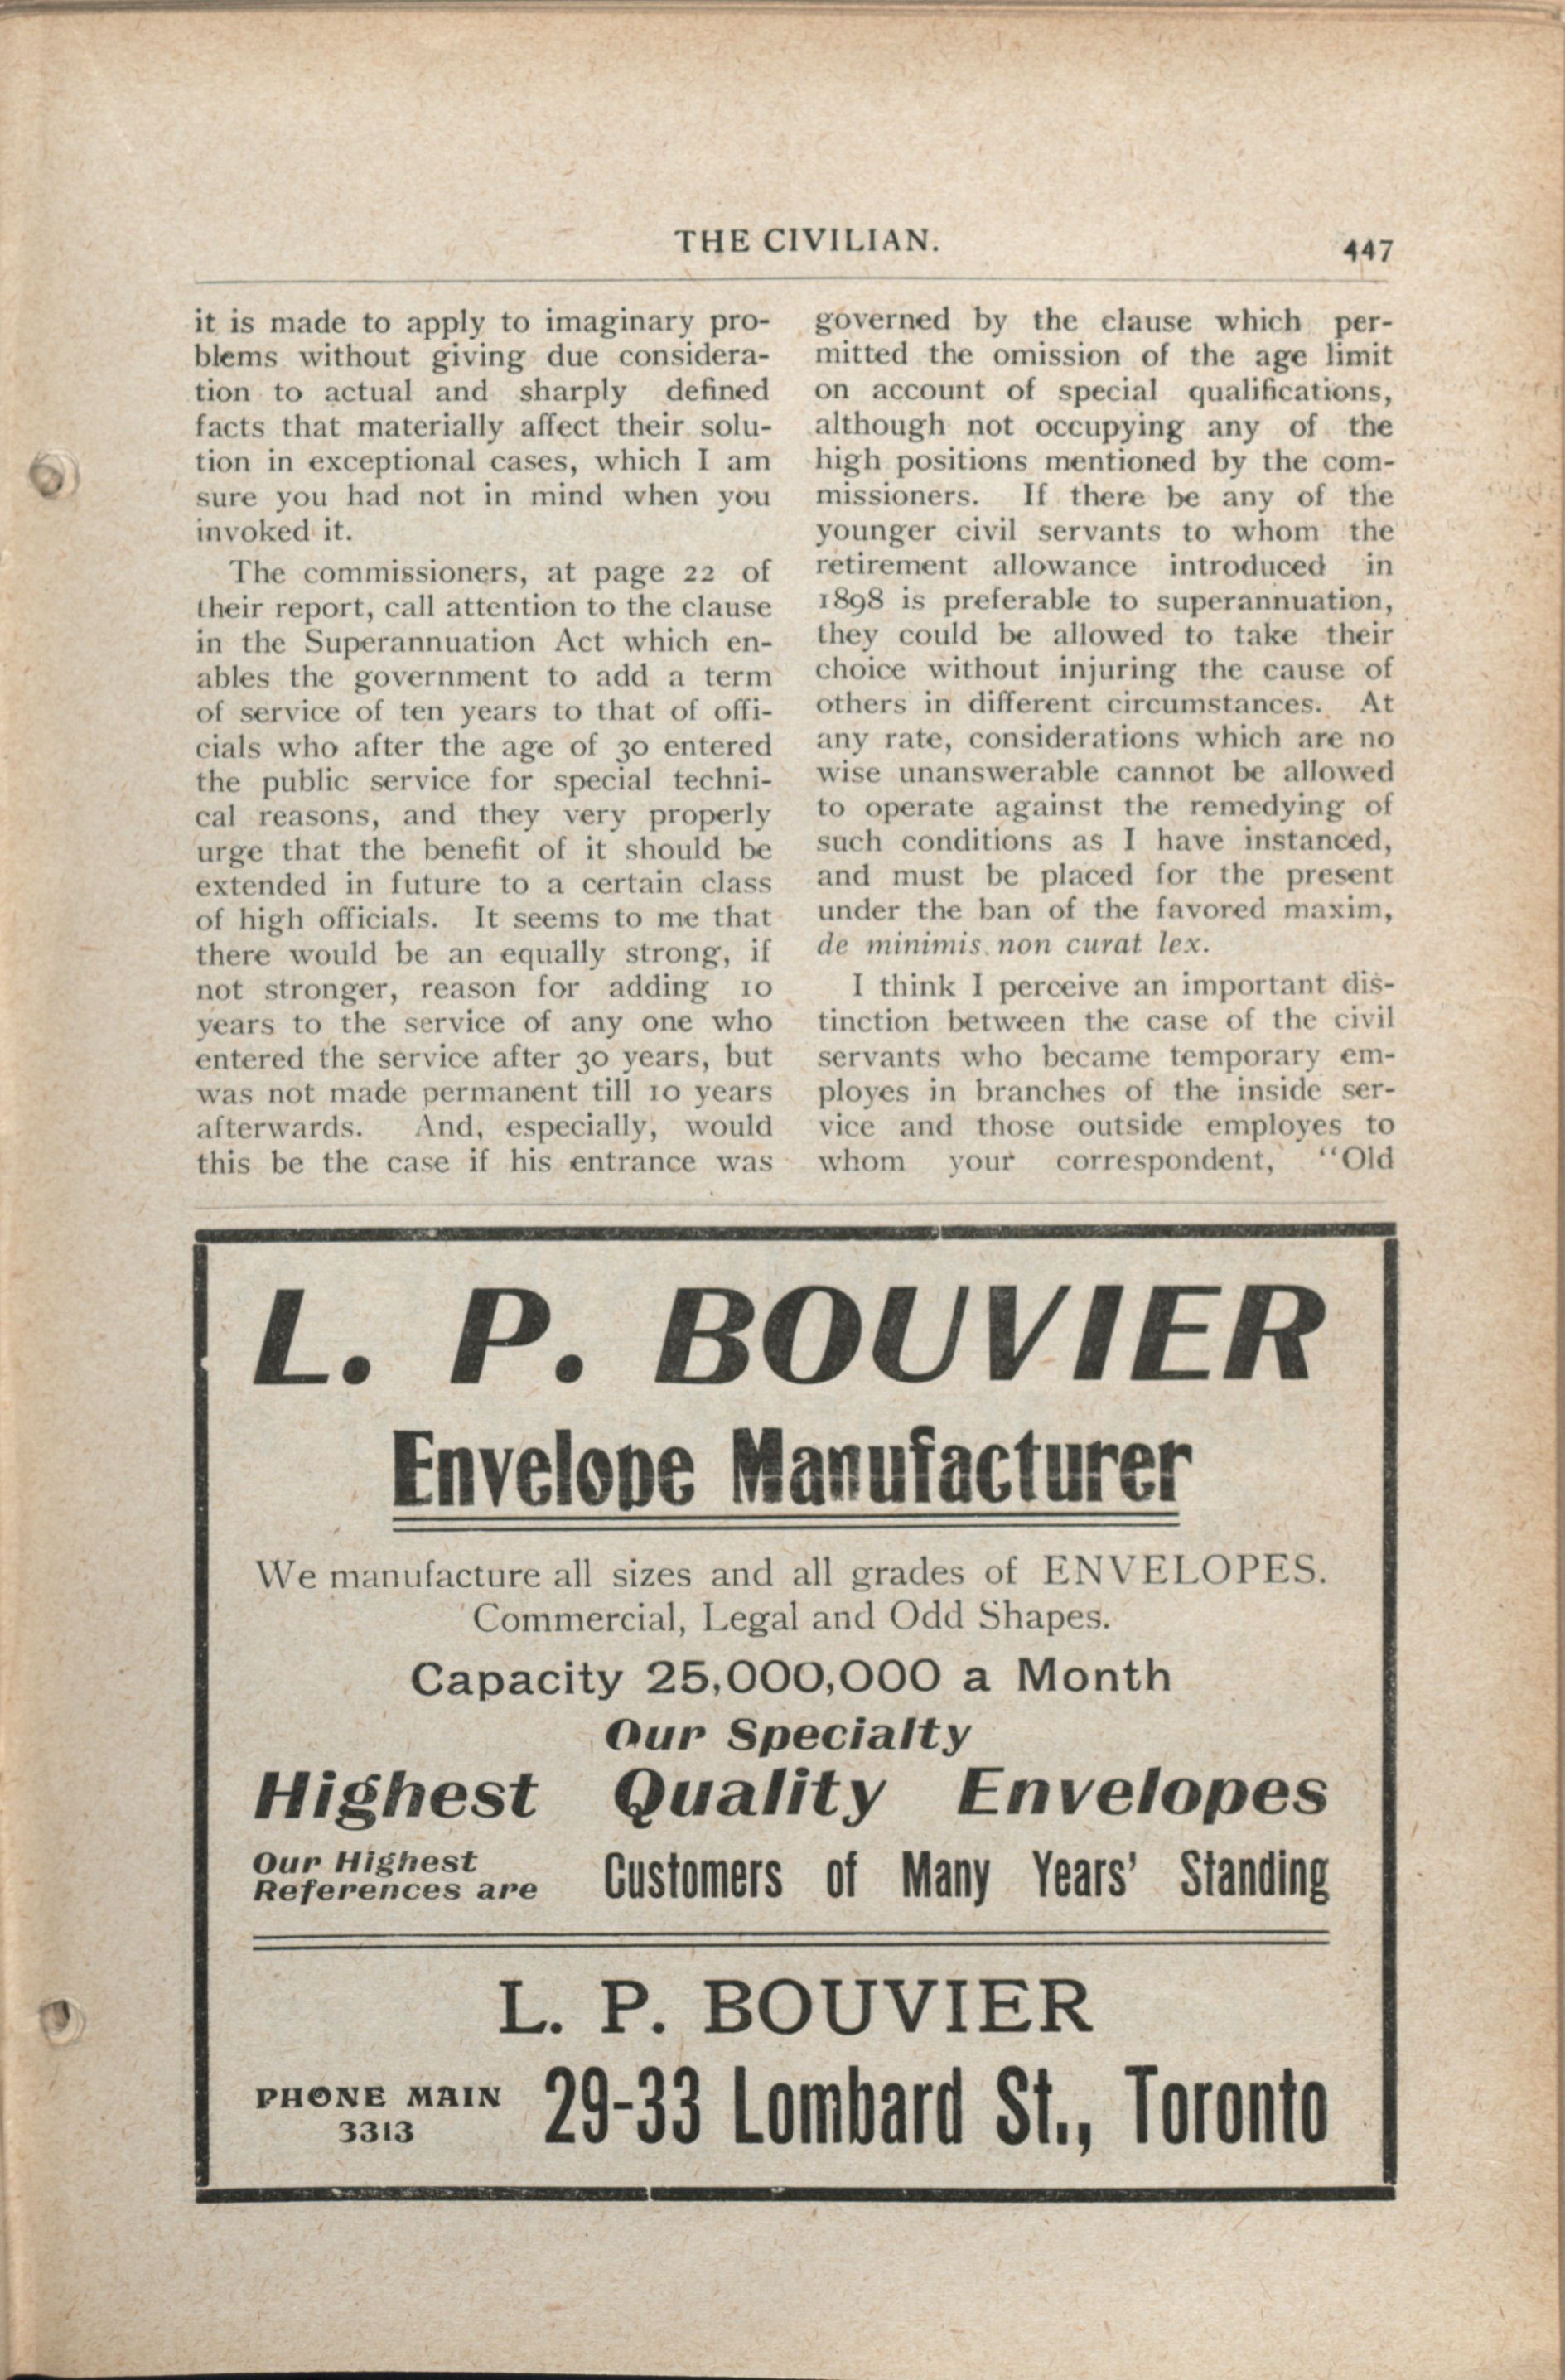 THE CIVILIAN.
447
it is made to apply to imaginary pro-
blems without giving due considera-
tion to actual and sharply defined
facts that materially affect their solu-
tion in exceptional cases, which I am
sure you had not in mind when you
invoked it.
The commissioners, at page 22 of
their report, call attention to the clause
in the Superannuation Act which en-
ables the government to add a term
of service of ten years to that of offi-
cials who after the age of 30 entered
the public service for special techni-
cal reasons, and they very properly
urge that the benefit of it should be
extended in future to a certain class
of high officials. It seems to me that
there would be an equally strong, if
not stronger, reason for adding 10
years to the service of any one who
entered the service after 30 years, but
was not made permanent till 10 years
afterwards. And, especially, would
this be the case if his entrance was
governed by the clause which per-
mitted the omission of the age limit
on account of special qualifications,
although not occupying any of the
high positions mentioned by the com-
missioners. If there be any of the
younger civil servants to whom the
retirement allowance introduced in
1898 is preferable to superannuation,
they could be allowed to take their
choice without injuring the cause of
others in different circumstances. At
any rate, considerations which are no
wise unanswerable cannot be allowed
to operate against the remedying of
such conditions as I have instanced,
and must be placed for the present
under the ban of the favored maxim,
de minimis non curat lex.
I think I perceive an important dis-
tinction between the case of the civil
servants who became temporary em-
ployes in branches of the inside ser-
vice and those outside employes to
whom your correspondent, "Old
L. P. BOUVIER
Envelope Manufacturer
We manufacture all sizes and all grades of ENVELOPES.
Commercial, Legal and Odd Shapes.
Capacity 25,000,000 a Month
Our Specialty
Highest Quality Envelopes
Our Highest
References are
Customers of Many Years' Standing
L. P. BOUVIER
PHONE MAIN
3313
29-33 Lombard St., Toronto